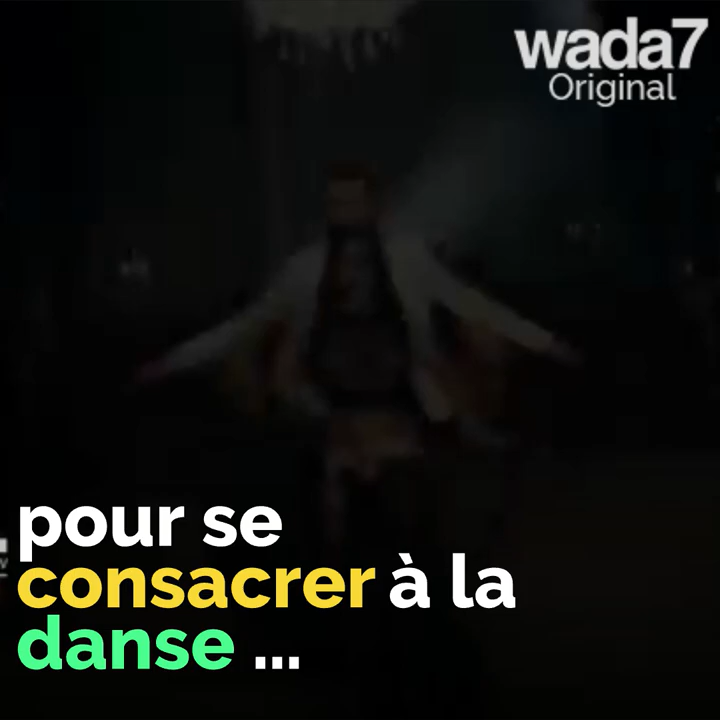 wada7
Original
pour se
consacrer à la
danse ...